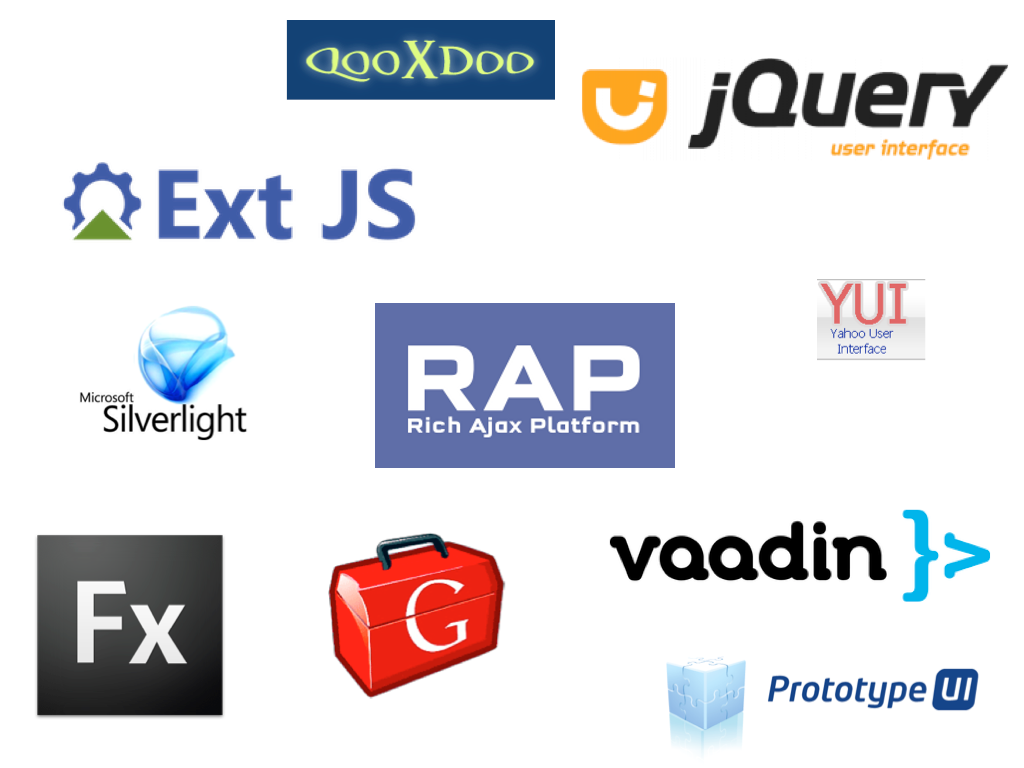 QooXDoo
jQuery
user interface
Ext JS
YUI
Yahoo User
Interface
Microsoft
Silverlight
RAP
Rich Ajax Platform
vaadin }>
Fx
G
Prototype UI